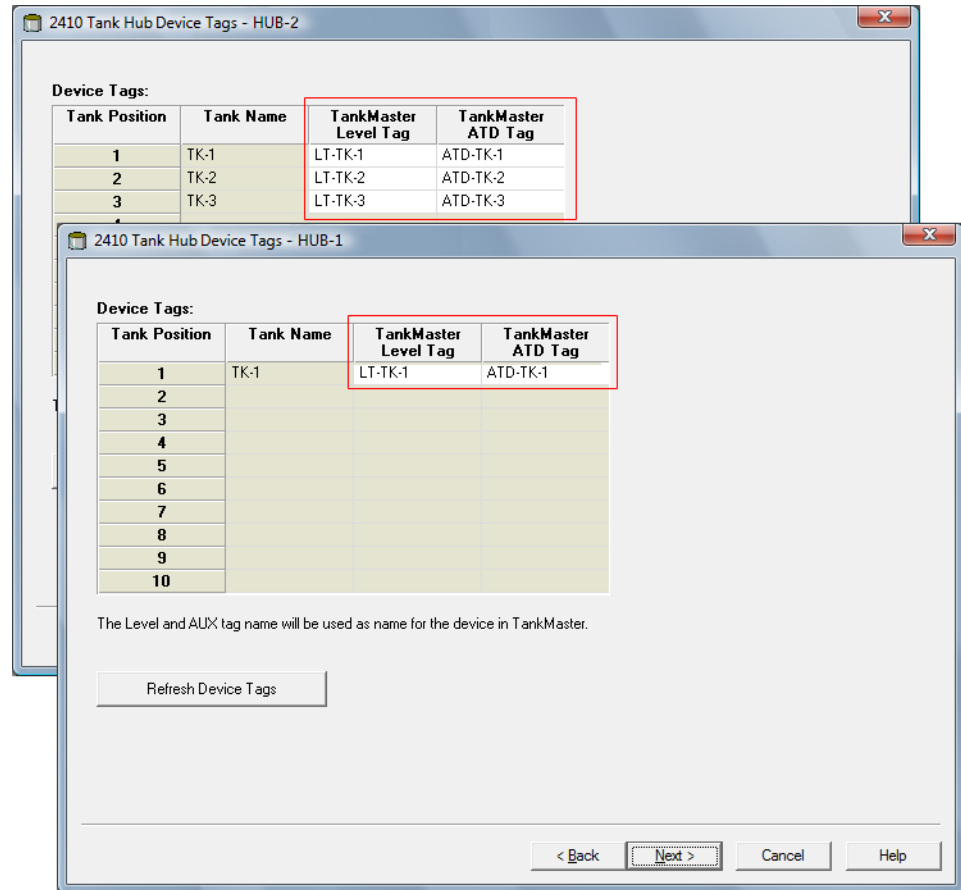 2410 Tank Hub Device Tags - HUB-2
Device Tags:
Tank Position Tank Name TankMaster Level Tag TankMaster ATD Tag
1 TK-1 LT-TK-1 ATD-TK-1
2 TK-2 LT-TK-2 ATD-TK-2
3 TK-3 LT-TK-3 ATD-TK-3
2410 Tank Hub Device Tags - HUB-1
Device Tags:
Tank Position Tank Name TankMaster Level Tag TankMaster ATD Tag
1 TK-1 LT-TK-1 ATD-TK-1
2
3
4
5
6
7
8
9
10
The Level and AUX tag name will be used as name for the device in TankMaster.
Refresh Device Tags
< Back Next > Cancel Help